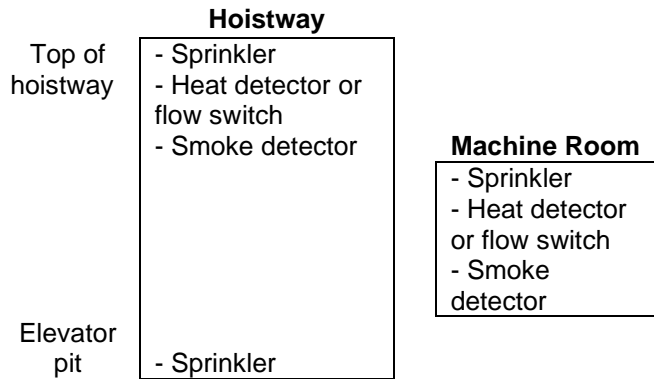 Hoistway
Top of
hoistway
- Sprinkler
- Heat detector or
flow switch
- Smoke detector
Machine Room
- Sprinkler
- Heat detector
or flow switch
- Smoke
detector
Elevator
pit
- Sprinkler